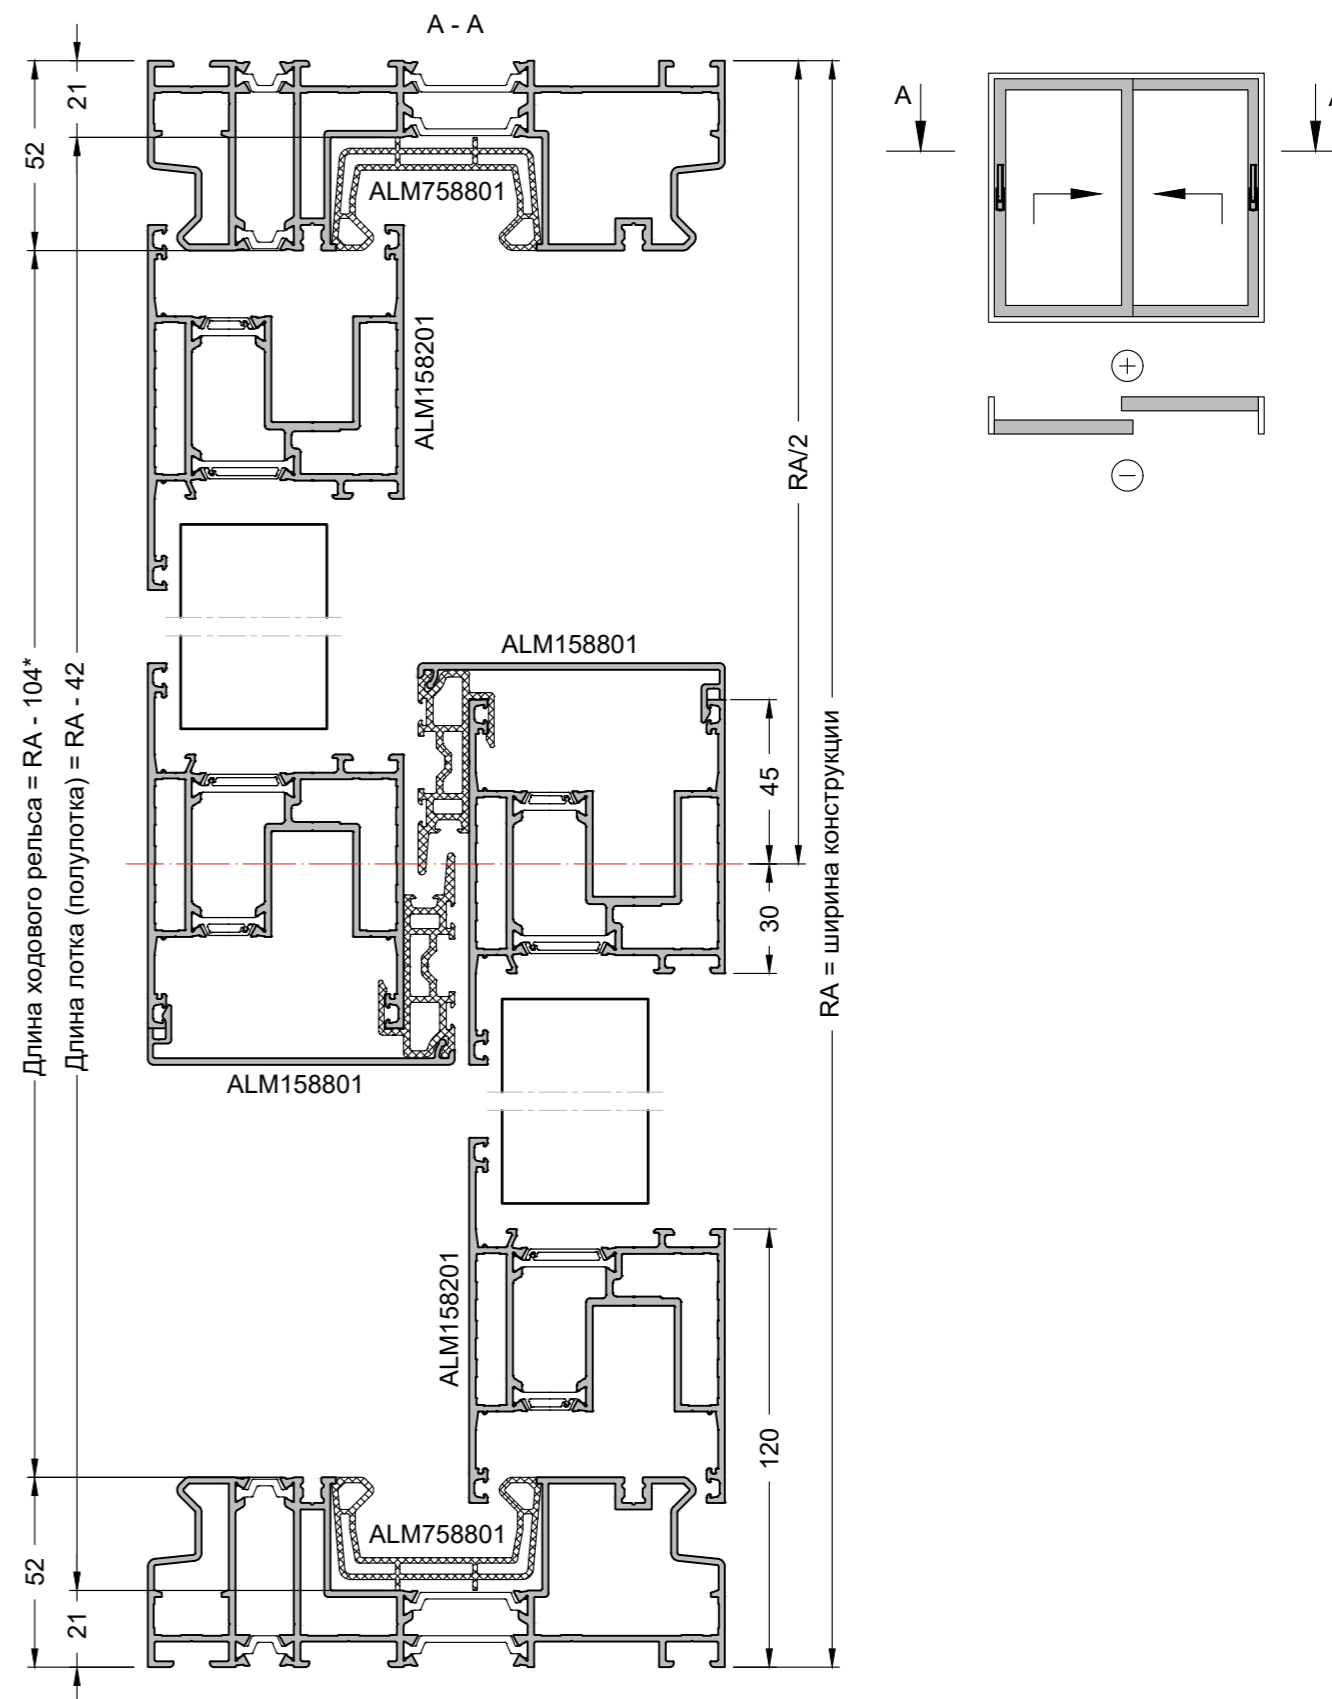 A - A
21
52
ALM758801
A
ALM158201
RA/2
ALM158801
45
30
Длина ходового рельса = RA - 104*
Длина лотка (полулотка) = RA - 42
RA = ширина конструкции
ALM158801
ALM158201
120
ALM758801
52
21